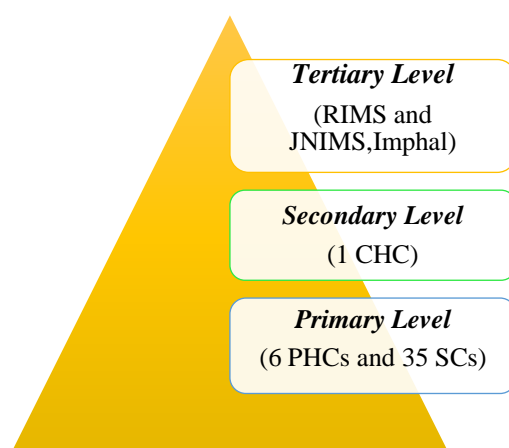 Tertiary Level
(RIMS and
JNIMS,Imphal)
Secondary Level
(1 CHC)
Primary Level
(6 PHCs and 35 SCs)